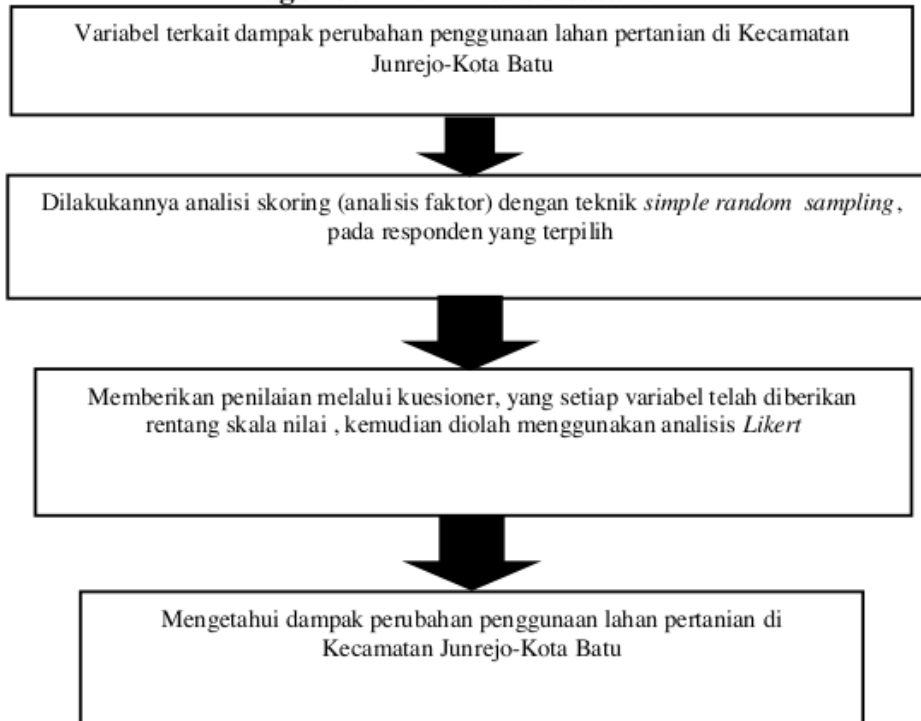 Variabel terkait dampak perubahan penggunaan lahan pertanian di Kecamatan
Junrejo-Kota Batu
Dilakukannya analisi skoring (analisis faktor) dengan teknik simple random sampling,
pada responden yang terpilih
Memberikan penilaian melalui kuesioner, yang setiap variabel telah diberikan
rentang skala nilai , kemudian diolah menggunakan analisis Likert
Mengetahui dampak perubahan penggunaan lahan pertanian di
Kecamatan Junrejo-Kota Batu